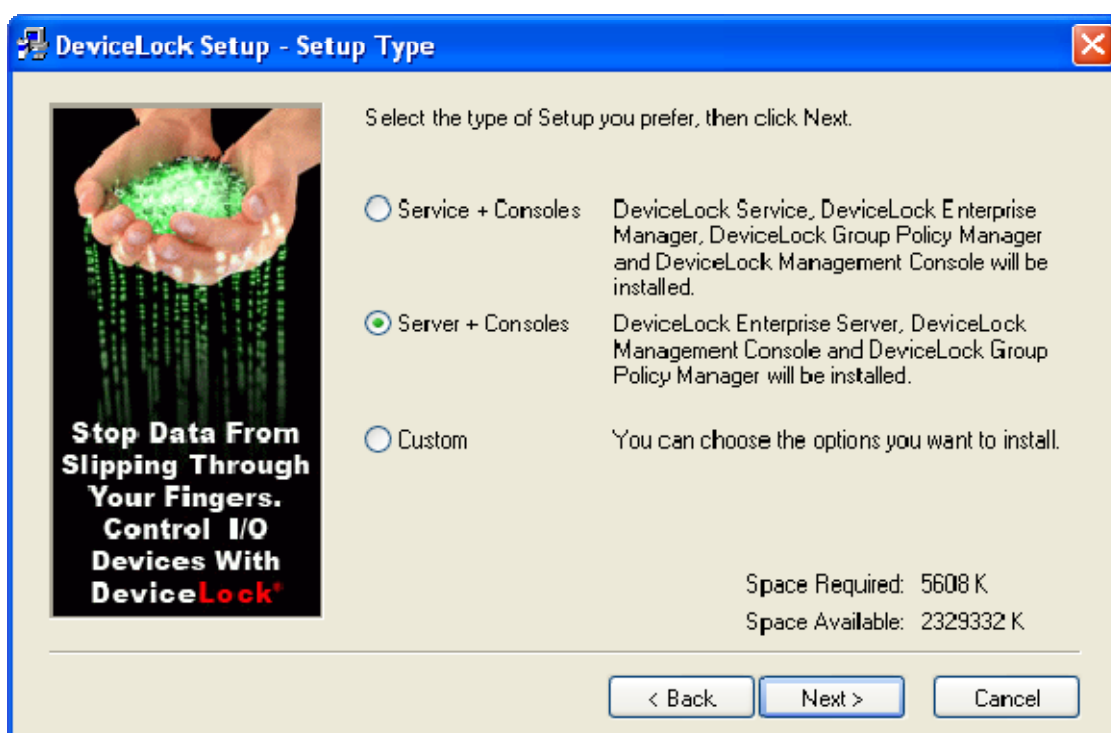 DeviceLock Setup - Setup Type
Select the type of Setup you prefer, then click Next.
Service + Consoles
DeviceLock Service, DeviceLock Enterprise
Manager, DeviceLock Group Policy Manager
and DeviceLock Management Console will be
installed.
Server + Consoles
DeviceLock Enterprise Server, DeviceLock
Management Console and DeviceLock Group
Policy Manager will be installed.
Custom
You can choose the options you want to install.
Stop Data From
Slipping Through
Your Fingers.
Control I/O
Devices With
DeviceLock®
Space Required: 5608 K
Space Available: 2329332 K
< Back
Next >
Cancel